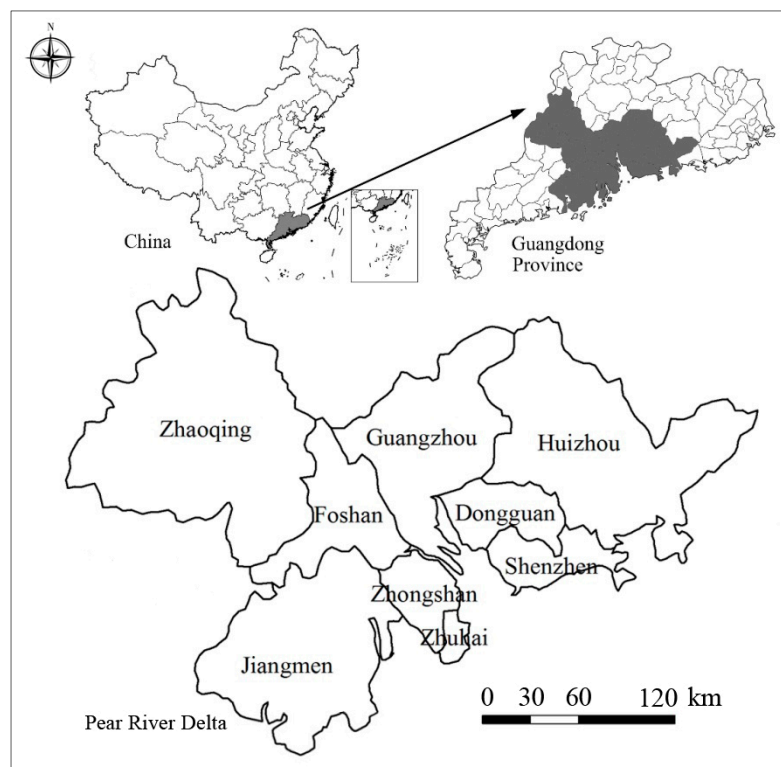 N
China
Guangdong
Province
Zhaoqing
Guangzhou
Huizhou
Foshan
Dongguan
Shenzhen
Zhongshan
Zhuhai
Jiangmen
Pear River Delta
0 30 60 120 km